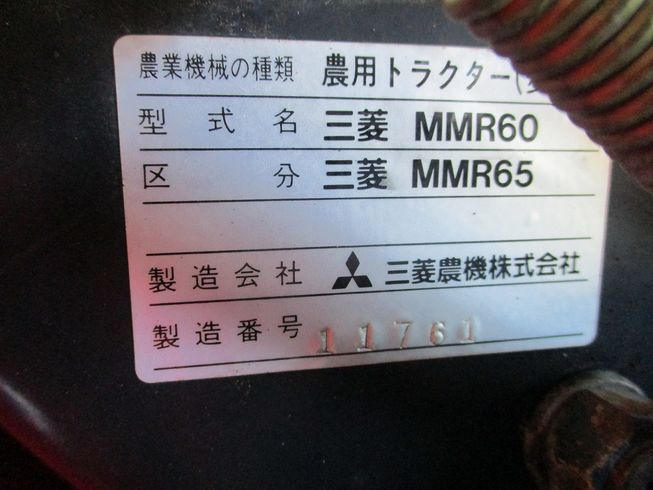 農業機械の種類 農用トラクター(
型式名 三菱 MMR60
区分 三菱 MMR65
製造会社 三菱農機株式会社
製造番号 11761